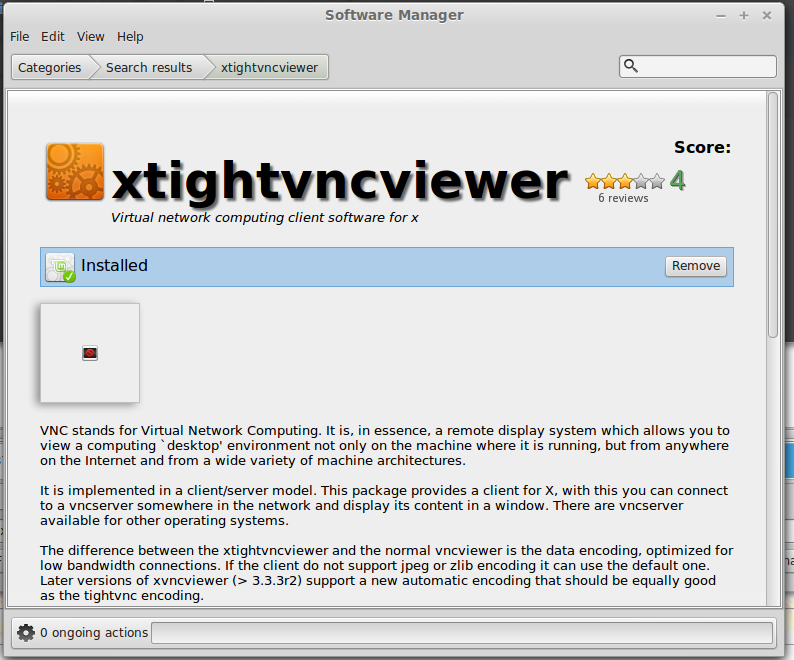 Software Manager
File Edit View Help
Categories Search results xtightvncviewer
Score:
xtightvncviewer
4
6 reviews
Virtual network computing client software for x
Installed
Remove
VNC stands for Virtual Network Computing. It is, in essence, a remote display system which allows you to
view a computing `desktop' environment not only on the machine where it is running, but from anywhere
on the Internet and from a wide variety of machine architectures.
It is implemented in a client/server model. This package provides a client for X, with this you can connect
to a vncserver somewhere in the network and display its content in a window. There are vncserver
available for other operating systems.
The difference between the xtightvncviewer and the normal vncviewer is the data encoding, optimized for
low bandwidth connections. If the client do not support jpeg or zlib encoding it can use the default one.
Later versions of xvncviewer (> 3.3.3r2) support a new automatic encoding that should be equally good
as the tightvnc encoding.
0 ongoing actions